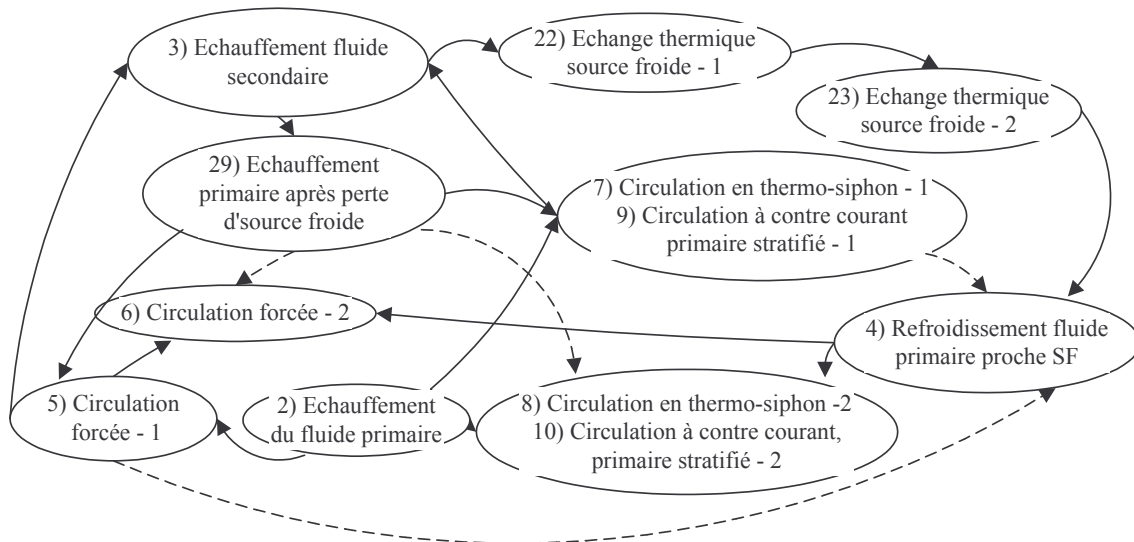 3) Echauffement fluide
secondaire
22) Echange thermique
source froide - 1
23) Echange thermique
source froide - 2
29) Echauffement
primaire après perte
d'source froide
7) Circulation en thermo-siphon - 1
9) Circulation à contre courant
primaire stratifié - 1
6) Circulation forcée - 2
4) Refroidissement fluide
primaire proche SF
5) Circulation
forcée - 1
2) Echauffement
du fluide primaire
8) Circulation en thermo-siphon -2
10) Circulation à contre courant,
primaire stratifié - 2